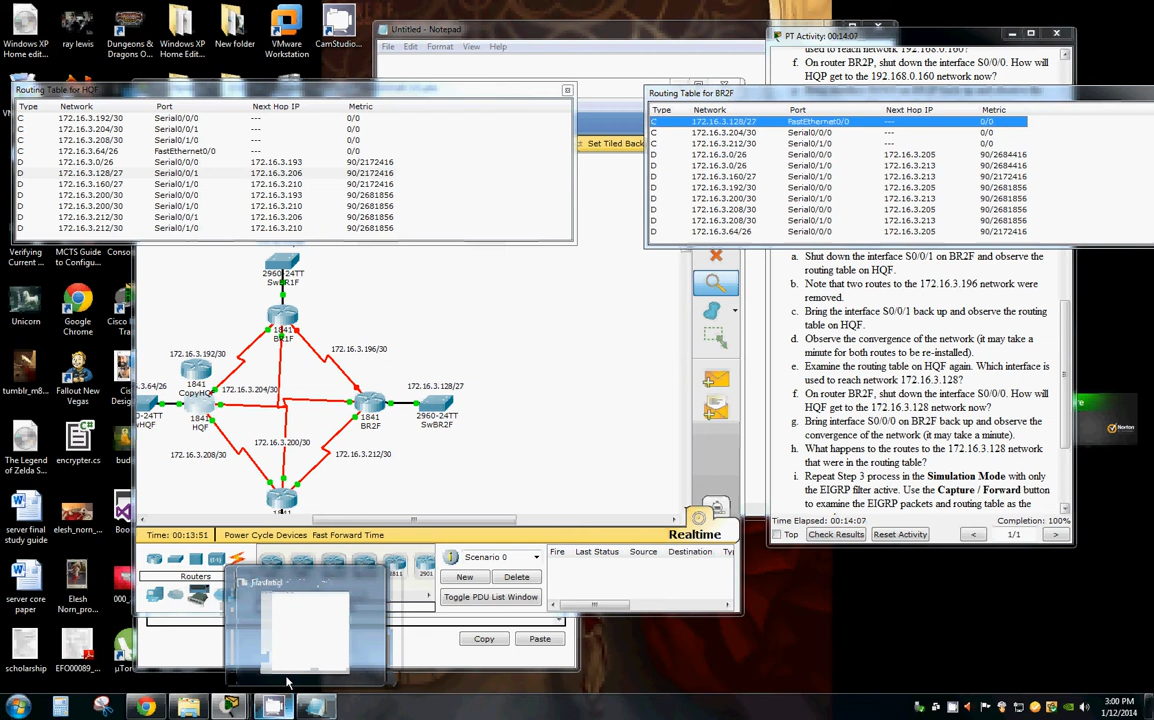 Windows XP Home edit...
ray lewis
Dungeons & Dragons O...
Windows XP Home edi...
New folder
VMware Workstation
CamStudio...
Untitled - Notepad
File Edit Format View Help
PT Activity: 00:14:07
used to reach network 192.168.0.160?
f. On router BR2P, shut down the interface S0/0/0. How will
HQP get to the 192.168.0.160 network now?
Routing Table for HQF
Type Network Port Next Hop IP Metric
C 172.16.3.192/30 Serial0/0/0 --- 0/0
C 172.16.3.204/30 Serial0/0/1 --- 0/0
C 172.16.3.208/30 Serial0/1/0 --- 0/0
C 172.16.3.64/26 FastEthernet0/0 --- 0/0
D 172.16.3.0/26 Serial0/0/0 172.16.3.193 90/2172416
D 172.16.3.128/27 Serial0/0/1 172.16.3.206 90/2172416
D 172.16.3.160/27 Serial0/1/0 172.16.3.210 90/2172416
D 172.16.3.200/30 Serial0/0/0 172.16.3.193 90/2681856
D 172.16.3.200/30 Serial0/1/0 172.16.3.210 90/2681856
D 172.16.3.212/30 Serial0/0/1 172.16.3.206 90/2681856
D 172.16.3.212/30 Serial0/1/0 172.16.3.210 90/2681856
Set Tiled Back
Routing Table for BR2F
Type Network Port Next Hop IP Metric
C 172.16.3.128/27 FastEthernet0/0 --- 0/0
C 172.16.3.204/30 Serial0/0/0 --- 0/0
C 172.16.3.212/30 Serial0/1/0 --- 0/0
D 172.16.3.0/26 Serial0/0/0 172.16.3.205 90/2684416
D 172.16.3.0/26 Serial0/1/0 172.16.3.213 90/2684416
D 172.16.3.160/27 Serial0/1/0 172.16.3.213 90/2172416
D 172.16.3.192/30 Serial0/0/0 172.16.3.205 90/2681856
D 172.16.3.200/30 Serial0/1/0 172.16.3.213 90/2681856
D 172.16.3.208/30 Serial0/0/0 172.16.3.205 90/2681856
D 172.16.3.208/30 Serial0/1/0 172.16.3.213 90/2681856
D 172.16.3.64/26 Serial0/0/0 172.16.3.205 90/2172416
a. Shut down the interface S0/0/1 on BR2F and observe the
routing table on HQF.
b. Note that two routes to the 172.16.3.196 network were
removed.
c. Bring the interface S0/0/1 back up and observe the routing
table on HQF.
d. Observe the convergence of the network (it may take a
minute for both routes to be re-installed).
e. Examine the routing table on HQF again. Which interface is
used to reach network 172.16.3.128?
f. On router BR2F, shut down the interface S0/0/0. How will
HQF get to the 172.16.3.128 network now?
g. Bring interface S0/0/0 on BR2F back up and observe the
convergence of the network (it may take a minute).
h. What happens to the routes to the 172.16.3.128 network
that were in the routing table?
i. Repeat Step 3 process in the Simulation Mode with only
the EIGRP filter active. Use the Capture / Forward button
to examine the EIGRP packets and routing table as the
Time Elapsed: 00:14:07 Completion: 100%
Top Check Results Reset Activity < 1/1 >
Norton
Verifying Current ...
MCTS Guide to Configu...
Unicorn
Google Chrome
Cisco
tumblr_m8...
Fallout New Vegas
The Legend of Zelda S...
encrypter.cs
server final study guide
elesh_norn...
server core paper
Elesh Norn_pro...
scholarship
EFO00089_...
µTor
2960-24TT
SwBR1F
1841
BR1F
172.16.3.192/30
172.16.3.196/30
1841
CopyHQF
172.16.3.204/30
3.64/26
172.16.3.128/27
0-24TT
wHQF
1841
HQF
1841
BR2F
2960-24TT
SwBR2F
172.16.3.200/30
172.16.3.208/30
172.16.3.212/30
1841
Realtime
Time: 00:13:51 Power Cycle Devices Fast Forward Time
Routers
Scenario 0
New Delete
Toggle PDU List Window
Fire Last Status Source Destination
Copy Paste
3:00 PM
1/12/2014